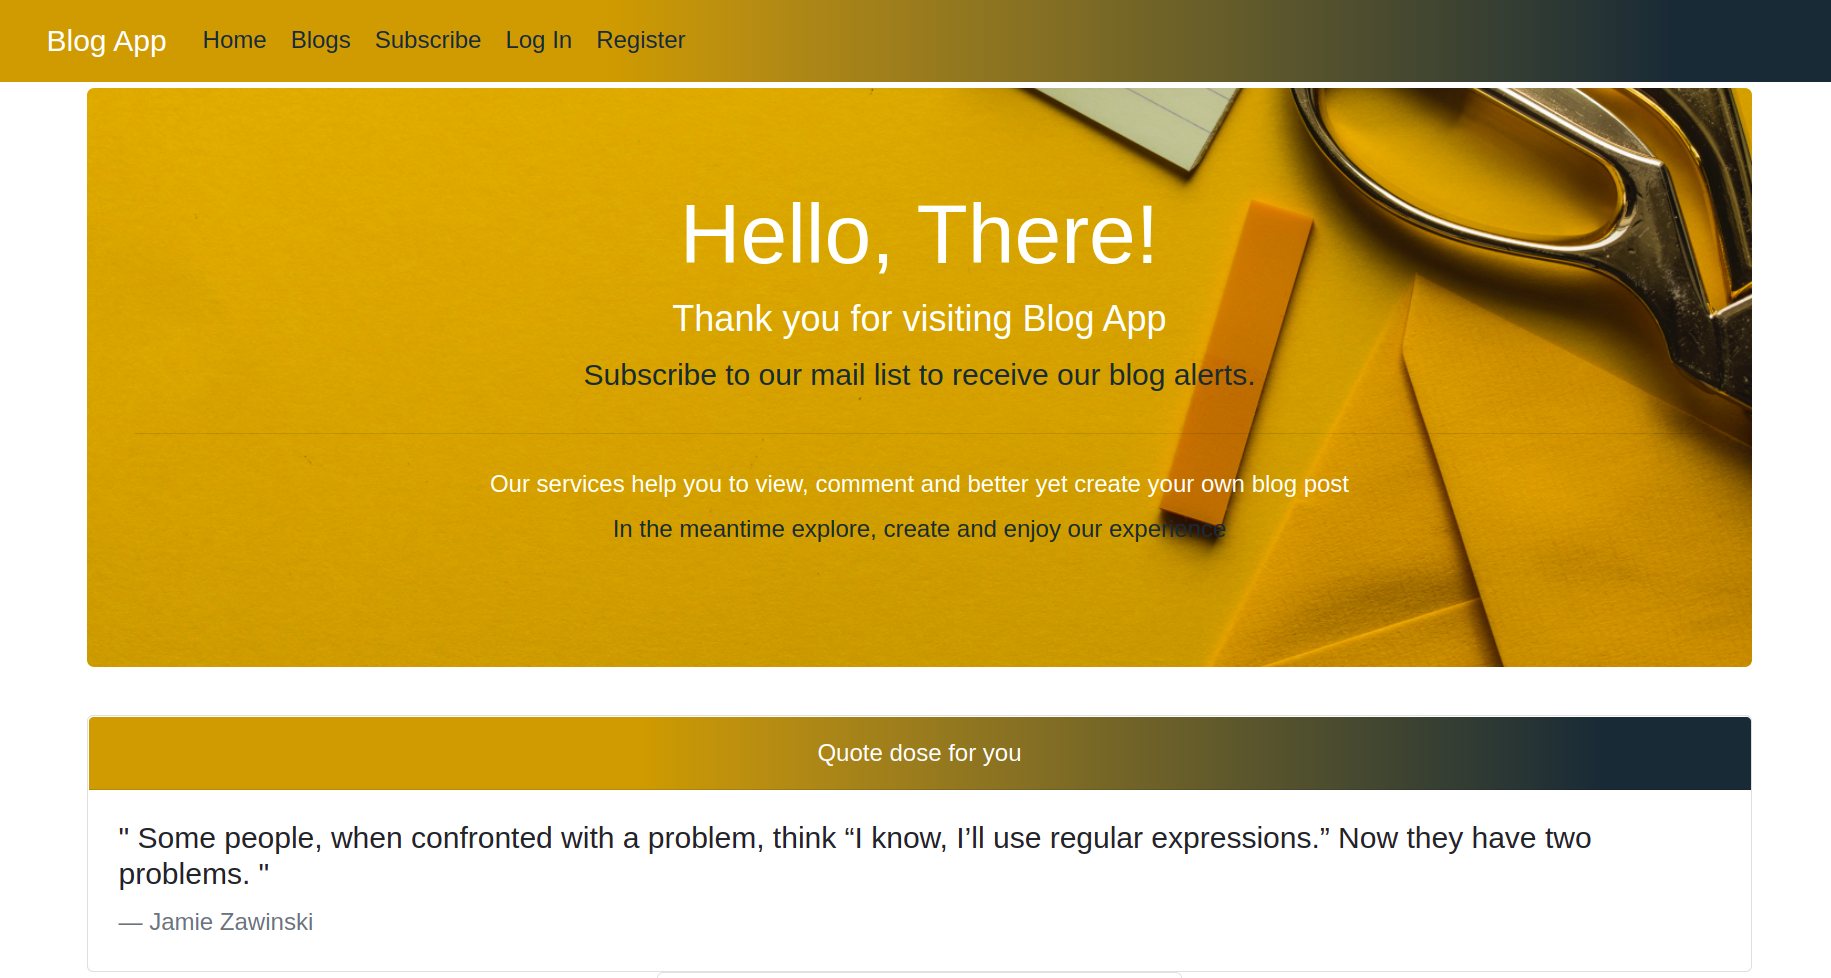 Blog App Home Blogs Subscribe Log In Register
Hello, There!
Thank you for visiting Blog App
Subscribe to our mail list to receive our blog alerts.
Our services help you to view, comment and better yet create your own blog post
In the meantime explore, create and enjoy our experience
Quote dose for you
" Some people, when confronted with a problem, think “I know, I’ll use regular expressions.” Now they have two
problems. "
— Jamie Zawinski